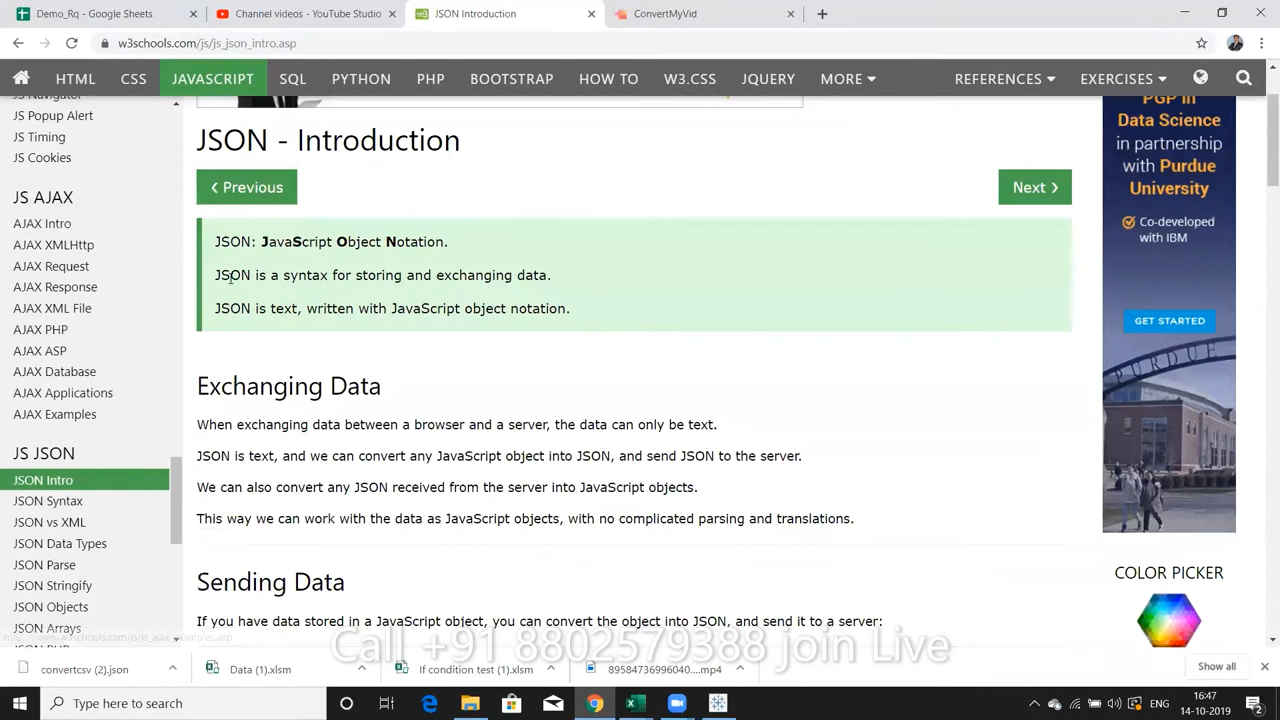 Demo_Rq - Google Sheets
Channel videos - YouTube Studio
JSON Introduction
ConvertMyVid
w3schools.com/js/js_json_intro.asp
HTML CSS JAVASCRIPT SQL PYTHON PHP BOOTSTRAP HOW TO W3.CSS JQUERY MORE REFERENCES EXERCISES
JS Popup Alert
JS Timing
JS Cookies
JS AJAX
AJAX Intro
AJAX XMLHttp
AJAX Request
AJAX Response
AJAX XML File
AJAX PHP
AJAX ASP
AJAX Database
AJAX Applications
AJAX Examples
JS JSON
JSON Intro
JSON Syntax
JSON vs XML
JSON Data Types
JSON Parse
JSON Stringify
JSON Objects
JSON Arrays
JSON - Introduction
❮ Previous
Next ❯
JSON: JavaScript Object Notation.
JSON is a syntax for storing and exchanging data.
JSON is text, written with JavaScript object notation.
Exchanging Data
When exchanging data between a browser and a server, the data can only be text.
JSON is text, and we can convert any JavaScript object into JSON, and send JSON to the server.
We can also convert any JSON received from the server into JavaScript objects.
This way we can work with the data as JavaScript objects, with no complicated parsing and translations.
Sending Data
If you have data stored in a JavaScript object, you can convert the object into JSON, and send it to a server:
PGP in
Data Science
in partnership
with Purdue
University
Co-developed
with IBM
GET STARTED
PURDUE
COLOR PICKER
Call +91 8802579388 join Live
convertcsv (2).json
Data (1).xlsm
If condition test (1).xlsm
89584736996040....mp4
Show all
Type here to search
ENG
16:47
14-10-2019
2